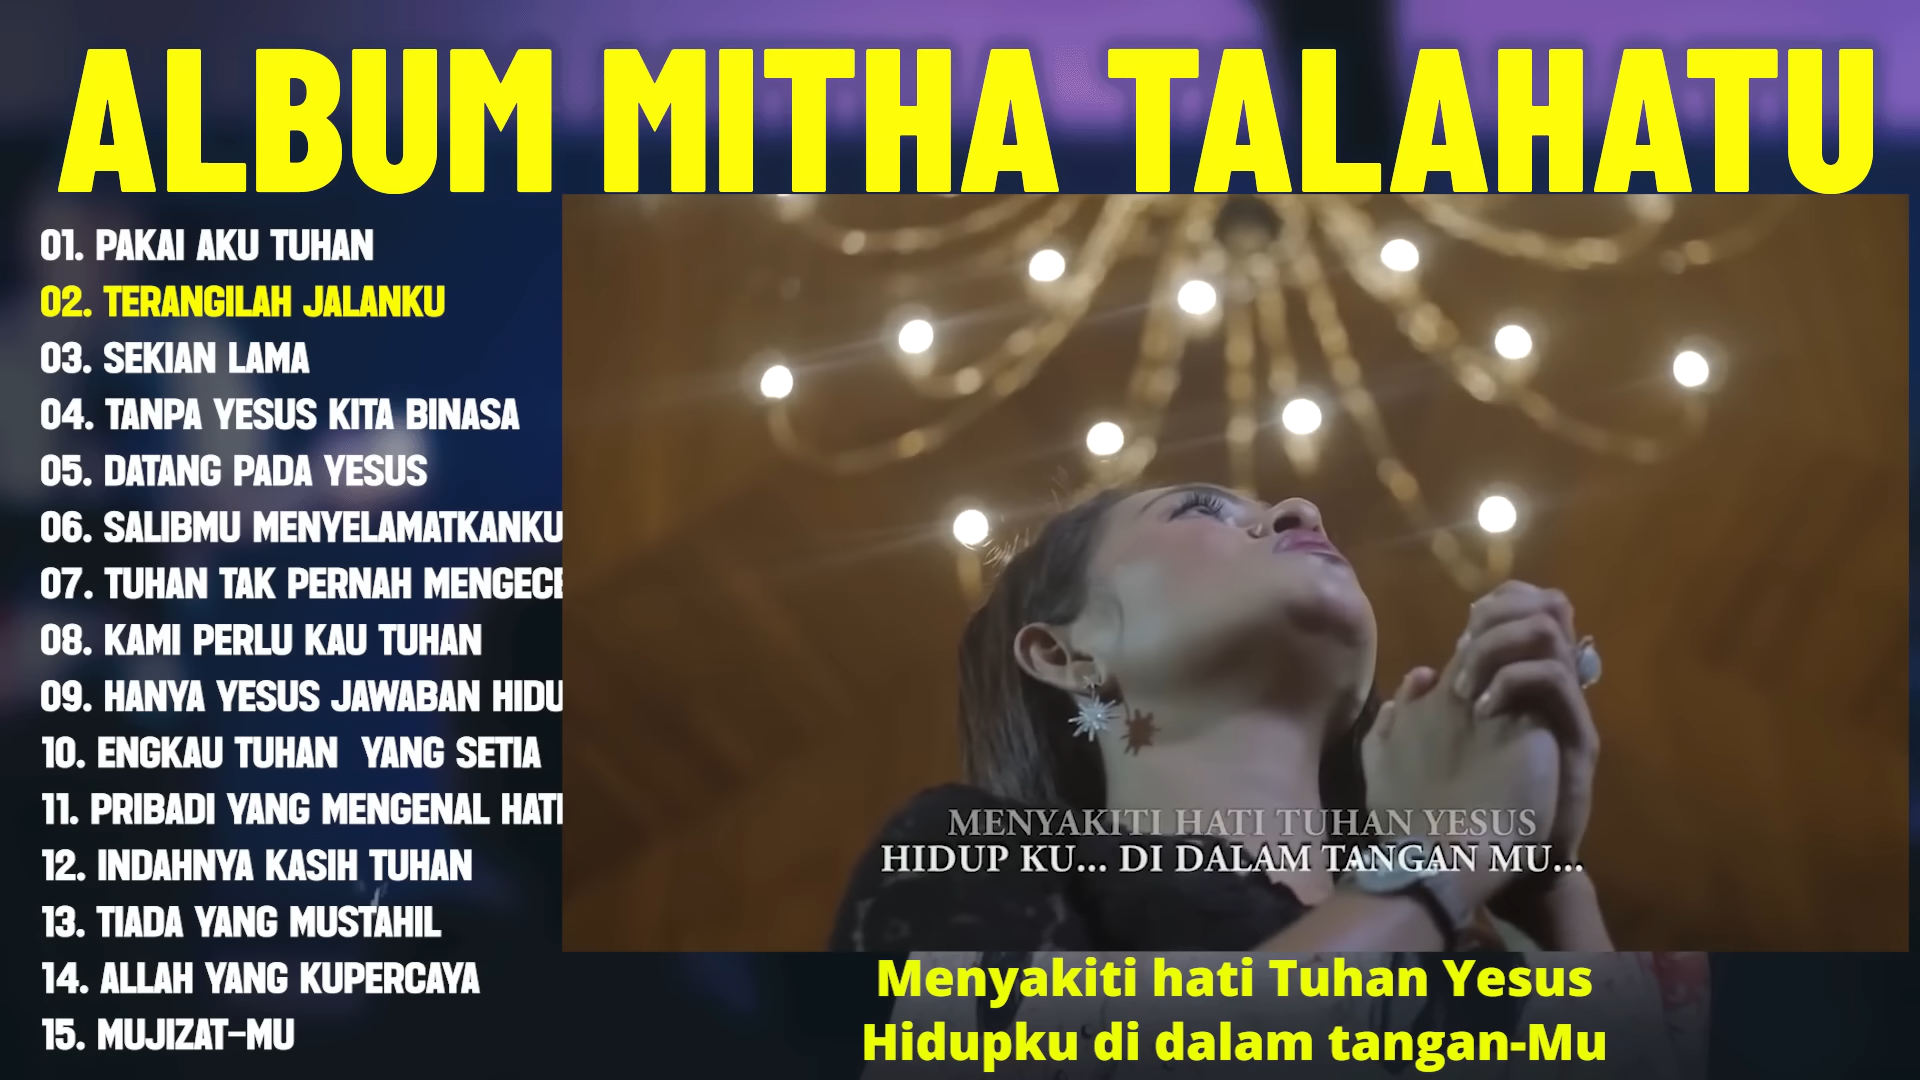 ALBUM MITHA TALAHATU
01. PAKAI AKU TUHAN
02. TERANGILAH JALANKU
03. SEKIAN LAMA
04. TANPA YESUS KITA BINASA
05. DATANG PADA YESUS
06. SALIBMU MENYELAMATKANKU
07. TUHAN TAK PERNAH
08. KAMI PERLU KAU TUHAN
09. HANYA YESUS JAWABAN
10. ENGKAU TUHAN YANG SETIA
11. PRIBADI YANG MENGENAL HATI
12. INDAHNYA KASIH TUHAN
13. TIADA YANG MUSTAHIL
14. ALLAH YANG KUPERCAYA
15. MUJIZAT-MU
MENYAKITI HATI TUHAN YESUS
HIDUP KU... DI DALAM TANGAN MU...
Menyakiti hati Tuhan Yesus
Hidupku di dalam tangan-Mu